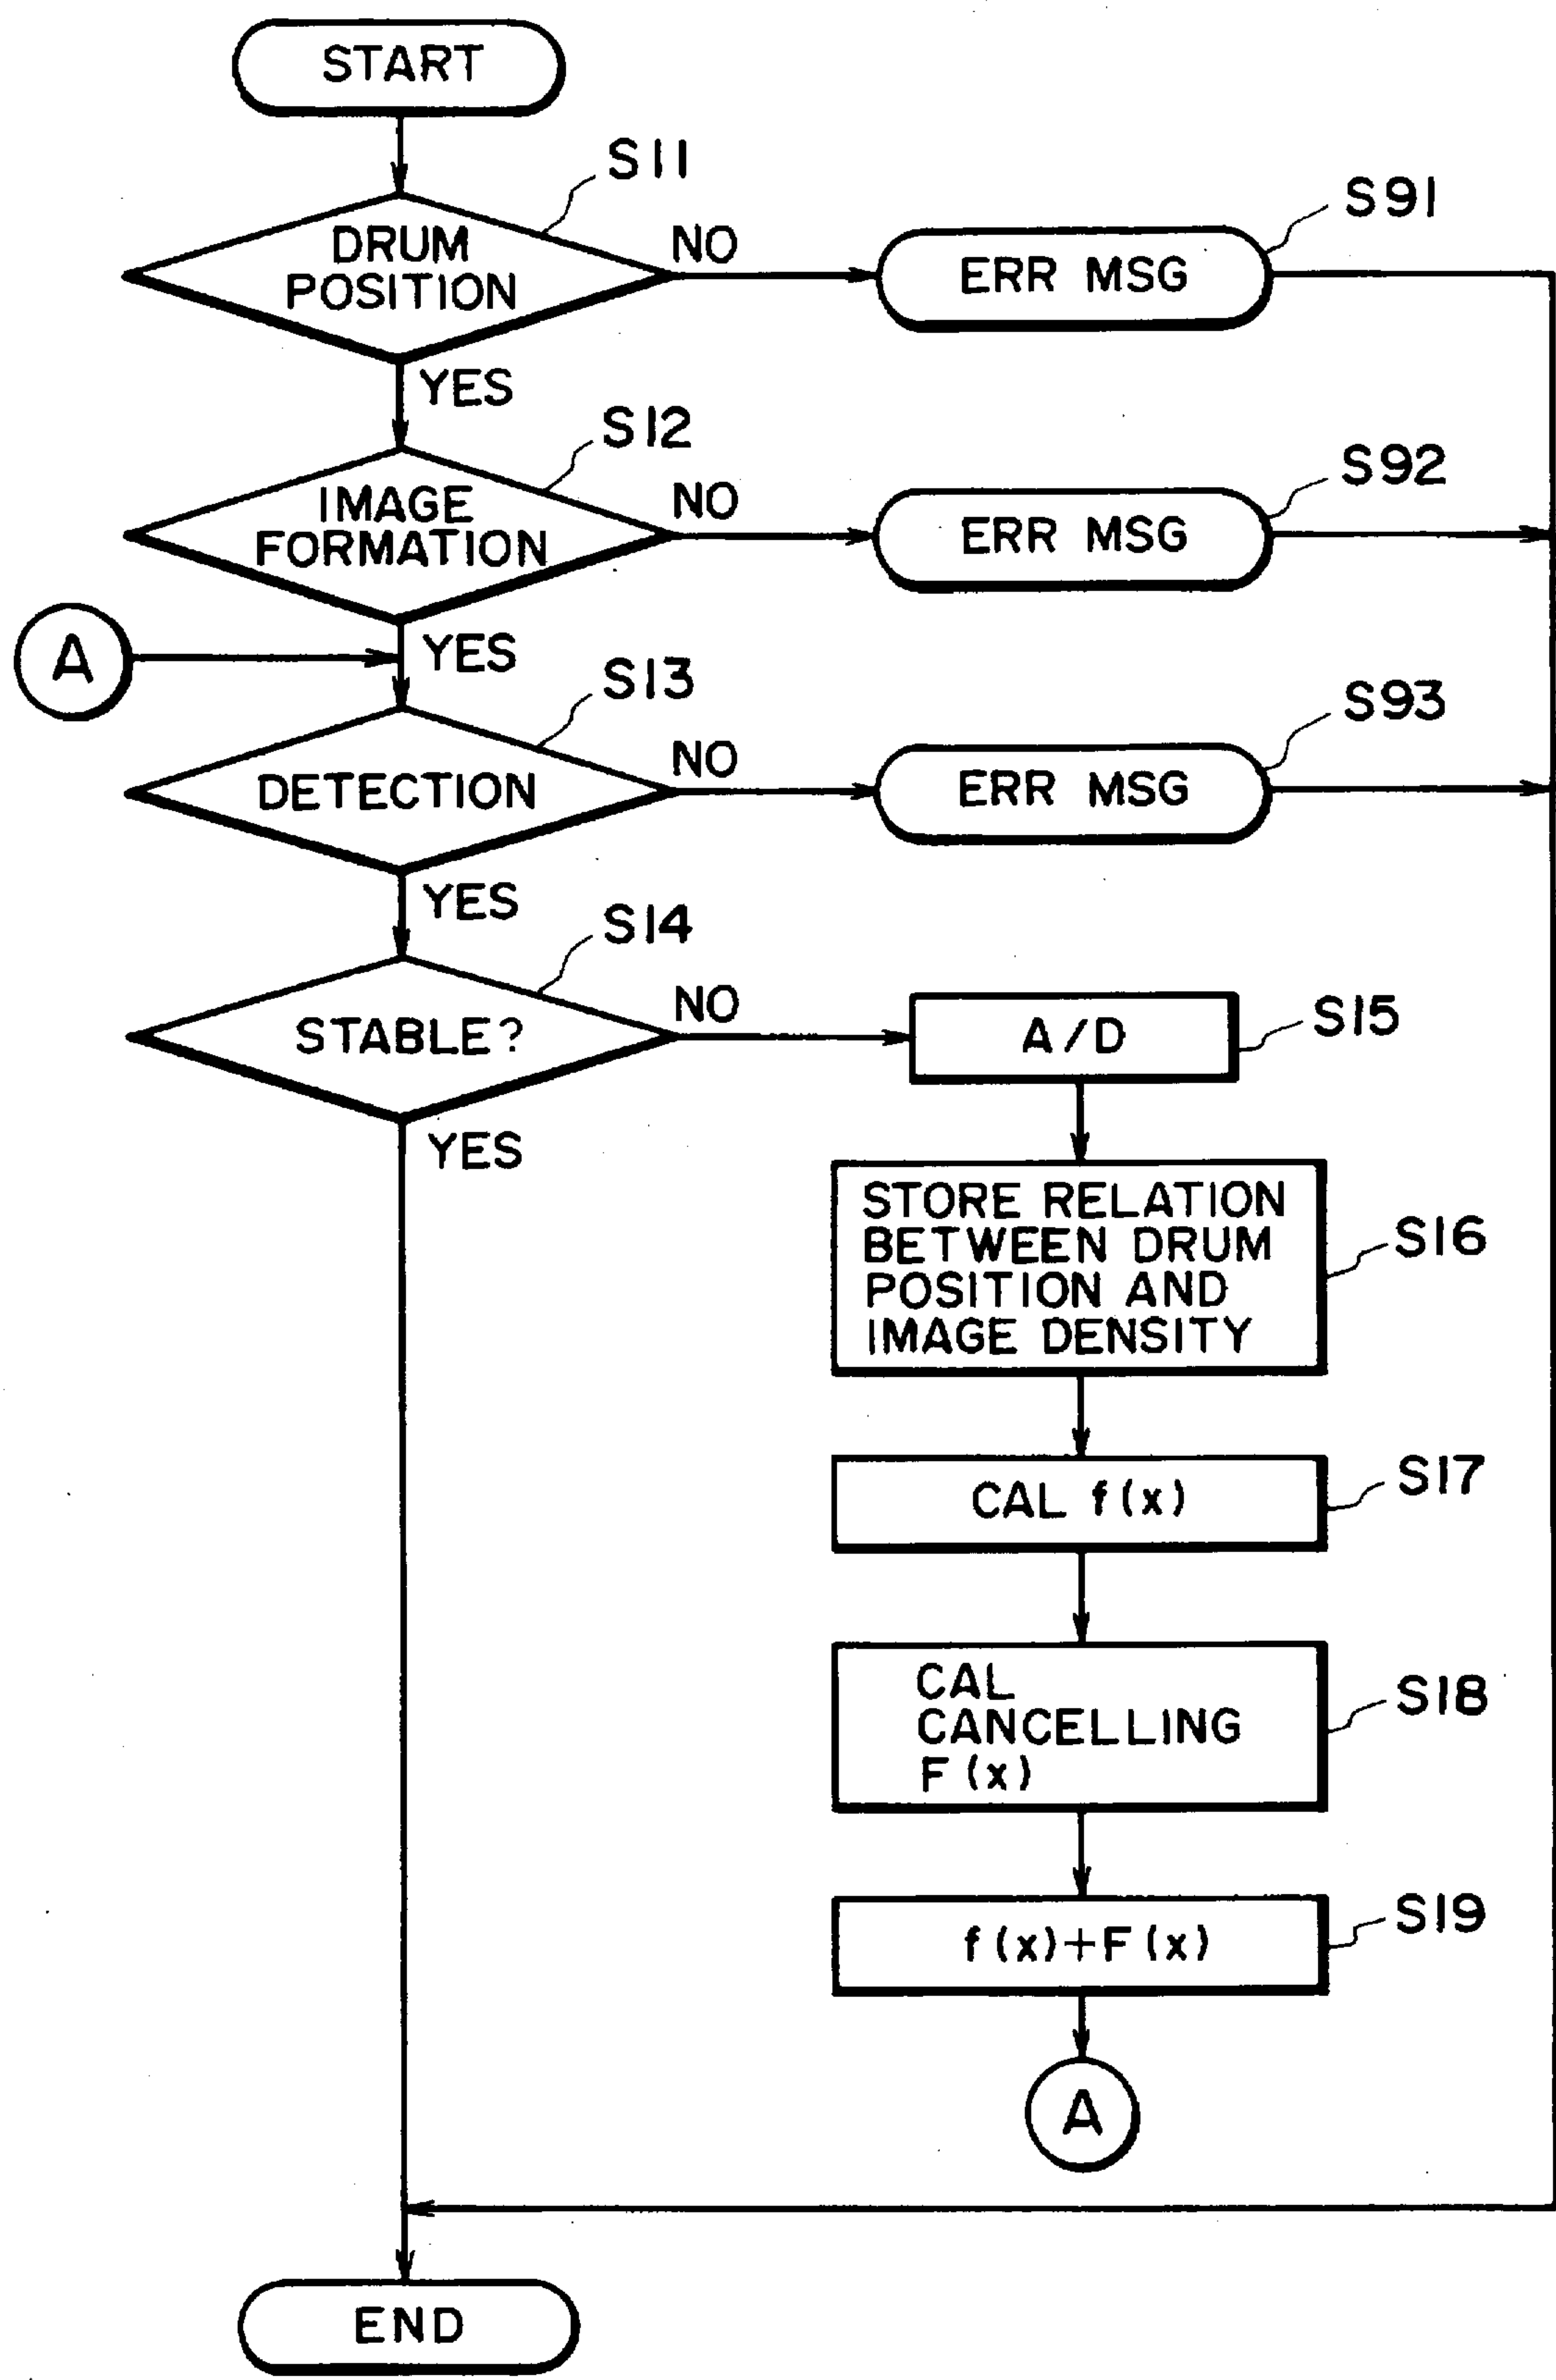 START
S11
DRUM
POSITION
NO
S91
ERR MSG
YES
S12
IMAGE
FORMATION
NO
S92
ERR MSG
A
YES
S13
DETECTION
NO
S93
ERR MSG
YES
S14
STABLE?
NO
A/D
S15
YES
STORE RELATION
BETWEEN DRUM
POSITION AND
IMAGE DENSITY
S16
CAL f(x)
S17
CAL
CANCELLING
F(x)
S18
f(x)+F(x)
S19
A
END